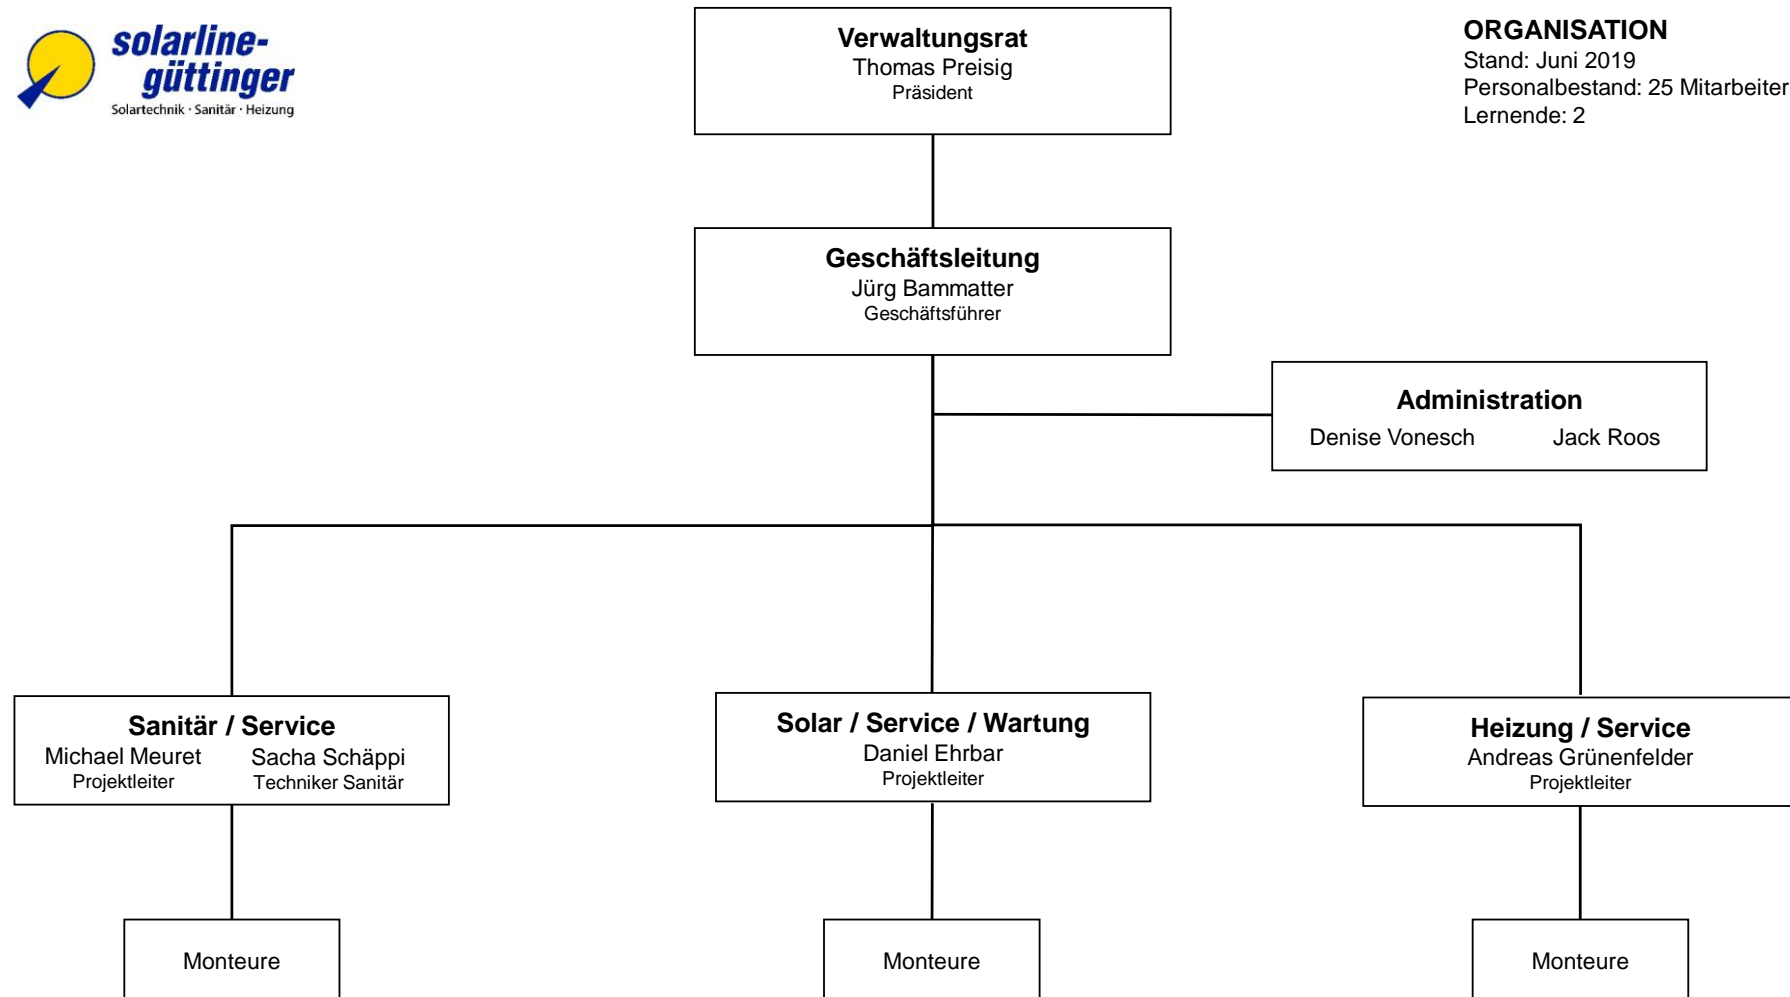 solarline-
güttinger
Solartechnik · Sanitär · Heizung
Verwaltungsrat
Thomas Preisig
Präsident
ORGANISATION
Stand: Juni 2019
Personalbestand: 25 Mitarbeiter
Lernende: 2
Geschäftsleitung
Jürg Bammatter
Geschäftsführer
Administration
Denise Vonesch Jack Roos
Sanitär / Service
Michael Meuret Sacha Schäppi
Projektleiter Techniker Sanitär
Solar / Service / Wartung
Daniel Ehrbar
Projektleiter
Heizung / Service
Andreas Grünenfelder
Projektleiter
Monteure
Monteure
Monteure